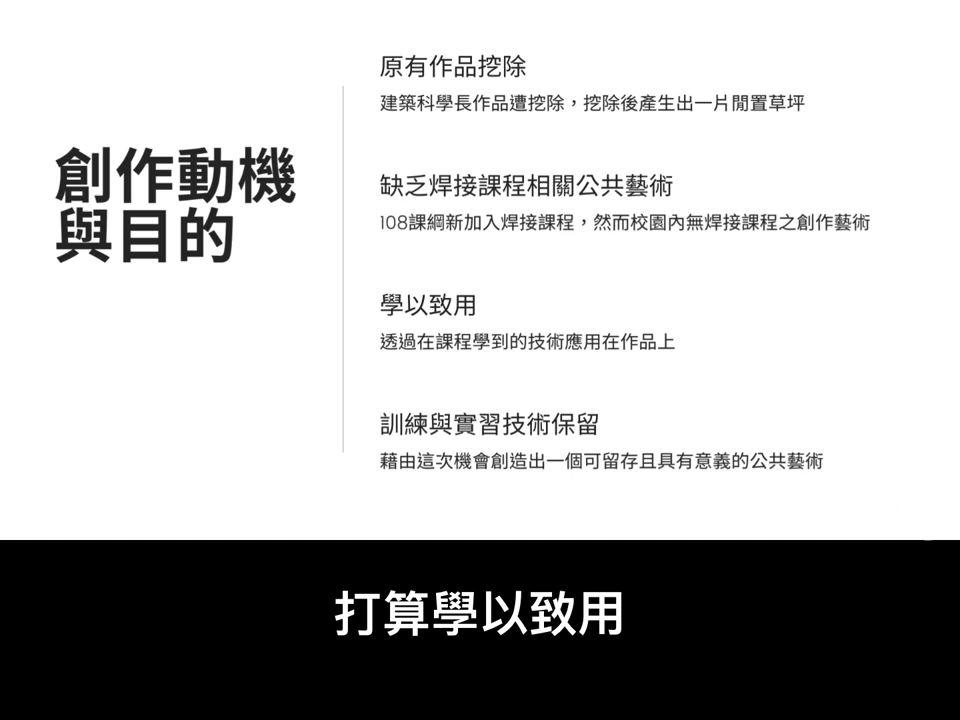 創作動機
與目的
原有作品挖除
建築科學長作品遭挖除，挖除後產生出一片閒置草坪
缺乏焊接課程相關公共藝術
108課綱新加入焊接課程，然而校園內無焊接課程之創作藝術
學以致用
透過在課程學到的技術應用在作品上
訓練與實習技術保留
藉由這次機會創造出一個可留存且具有意義的公共藝術
打算學以致用